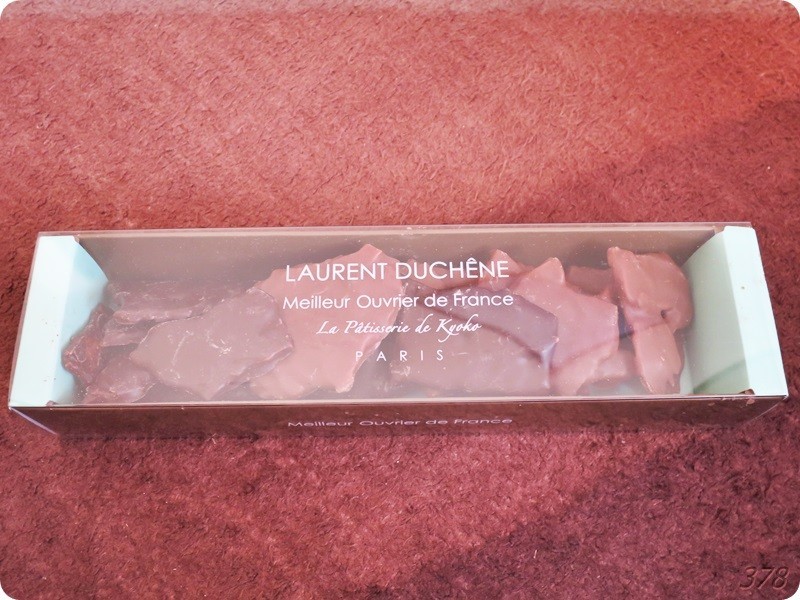 LAURENT DUCHÊNE
Meilleur Ouvrier de France
La Pâtisserie de Kyoko
PARIS
Meilleur Ouvrier de France
378